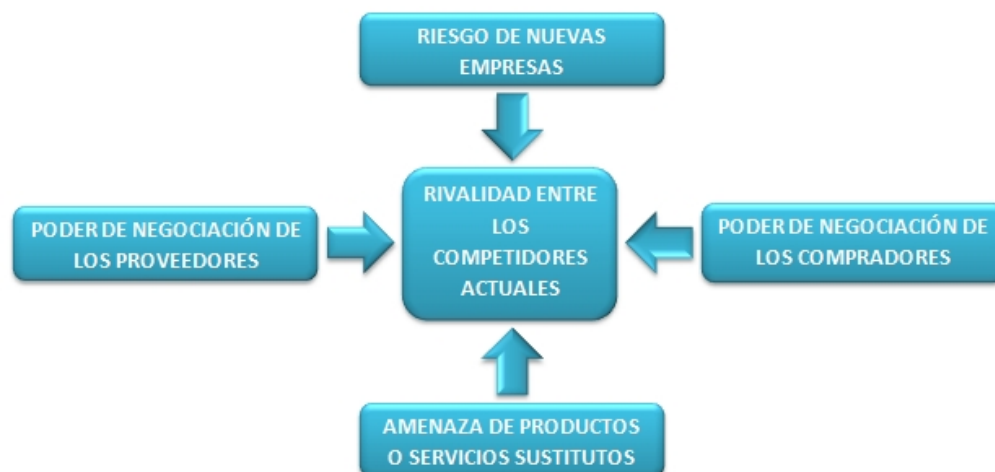 RIESGO DE NUEVAS
EMPRESAS
PODER DE NEGOCIACIÓN DE
LOS PROVEEDORES
RIVALIDAD ENTRE
LOS
COMPETIDORES
ACTUALES
PODER DE NEGOCIACIÓN DE
LOS COMPRADORES
AMENAZA DE PRODUCTOS
O SERVICIOS SUSTITUTOS